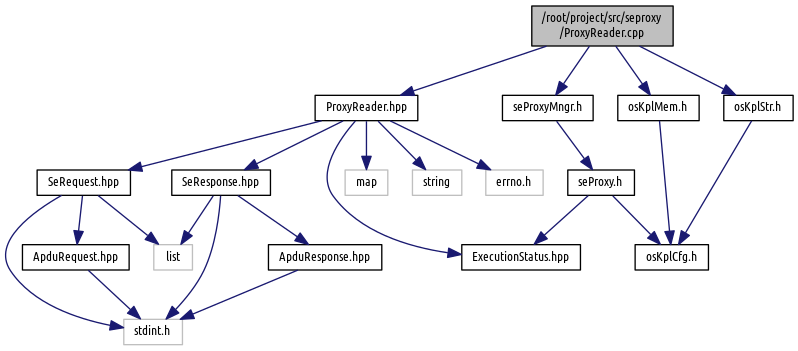 /root/project/src/seproxy
/ProxyReader.cpp
ProxyReader.hpp
seProxyMngr.h
osKplMem.h
osKplStr.h
SeRequest.hpp
SeResponse.hpp
map
string
errno.h
seProxy.h
ApduRequest.hpp
list
ApduResponse.hpp
ExecutionStatus.hpp
osKplCfg.h
stdint.h